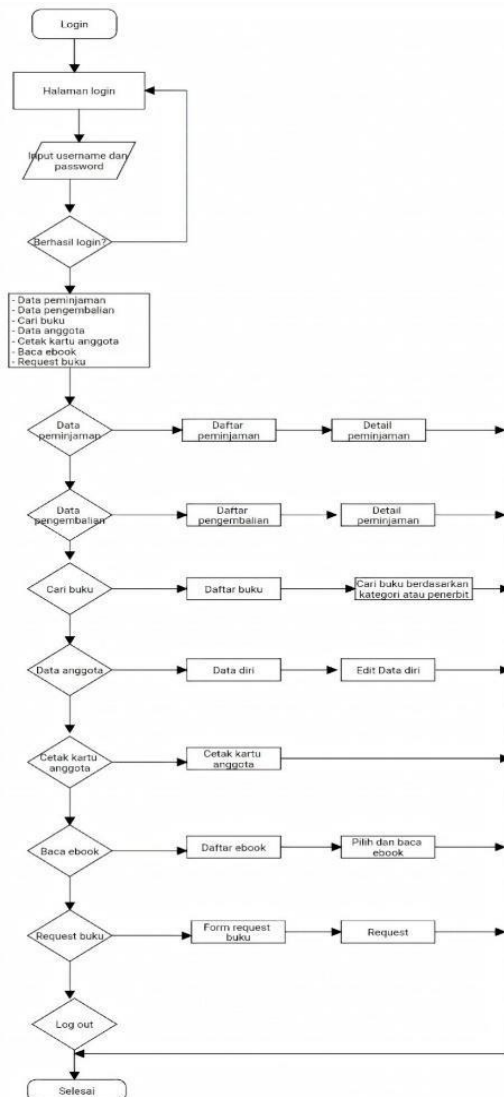 Login
Halaman login
Input username dan
password
Berhasil login?
- Data peminjaman
- Data pengembalian
- Cari buku
- Data anggota
- Cetak kartu anggota
- Baca ebook
- Request buku
Data
peminjaman
Daftar
peminjaman
Detail
peminjaman
Data
pengembalian
Daftar
pengembalian
Detail
peminjaman
Cari buku
Daftar buku
Cari buku berdasarkan
kategori atau penerbit
Data anggota
Data diri
Edit Data diri
Cetak kartu
anggota
Cetak kartu
anggota
Baca ebook
Daftar ebook
Pilih dan baca
ebook
Request buku
Form request
buku
Request
Log out
Selesai